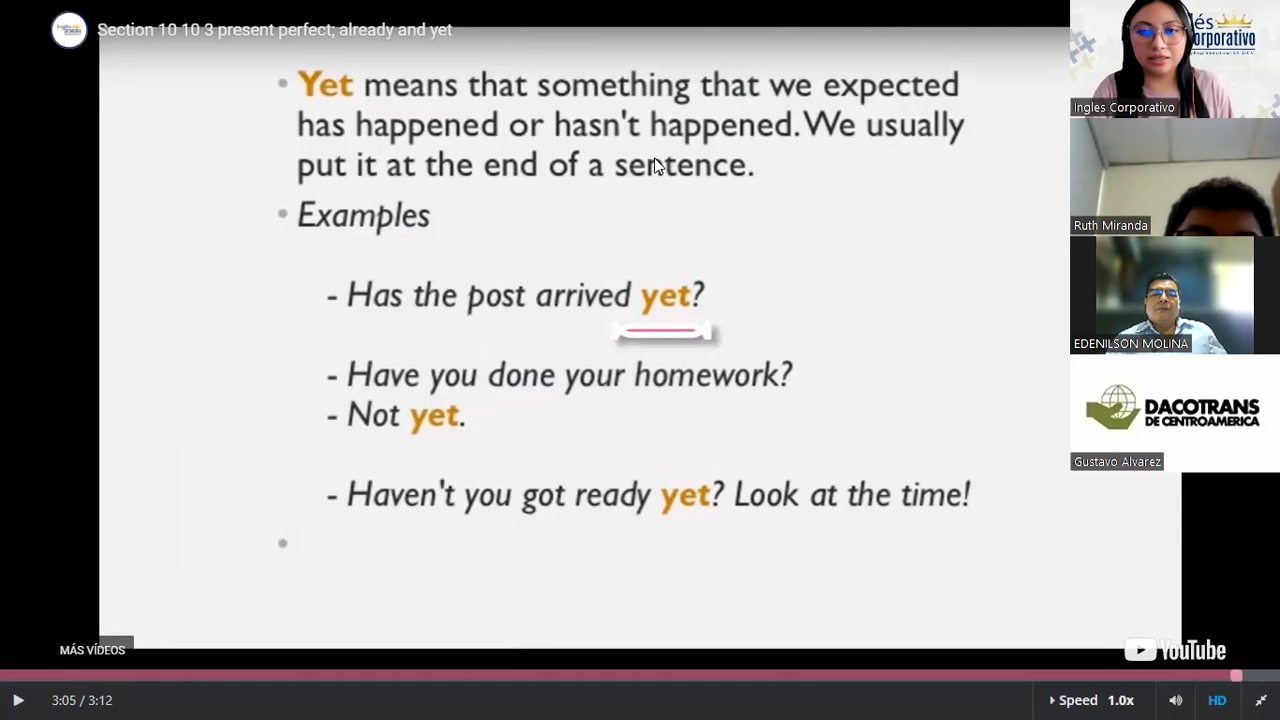 Section 10 10 3 present perfect; already and yet
Yet means that something that we expected
has happened or hasn't happened. We usually
put it at the end of a sentence.
Examples
- Has the post arrived yet?
- Have you done your homework?
- Not yet.
- Haven't you got ready yet? Look at the time!
MÁS VÍDEOS
YouTube
3:05 / 3:12
Speed 1.0x
HD
lés
Corporativo
Ingles Corporativo
Ruth Miranda
EDENILSON MOLINA
DACOTRANS
DE CENTROAMERICA
Gustavo Alvarez